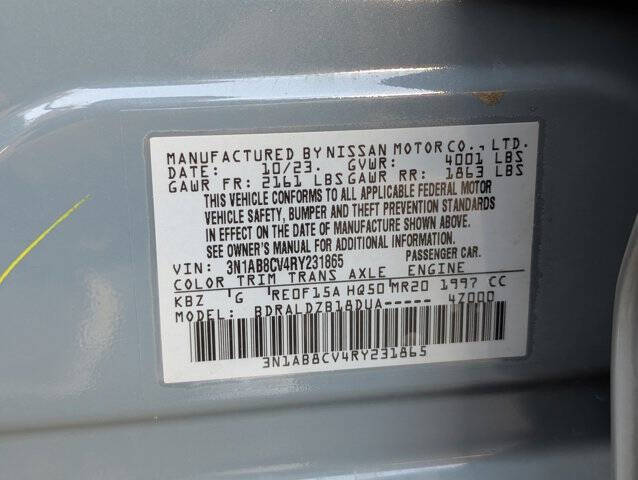 MANUFACTURED BY NISSAN MOTOR CO., LTD.
DATE: 10/23. GVWR: 4001 LBS
GAWR FR: 2161 LBS GAWR RR: 1863 LBS
THIS VEHICLE CONFORMS TO ALL APPLICABLE FEDERAL MOTOR
VEHICLE SAFETY, BUMPER AND THEFT PREVENTION STANDARDS
IN EFFECT ON THE DATE OF MANUFACTURE SHOWN ABOVE.
SEE OWNER'S MANUAL FOR TIRE INFORMATION.
VIN: 3N1AB8CV4RY231865 PASSENGER CAR.
COLOR TRIM TRANS AXLE ENGINE
KBZ G RE0F15A HQ50 MR20 1997 CC
MODEL: BDRALDZB18DUA----- 4Z000
3N1AB8CV4RY231865